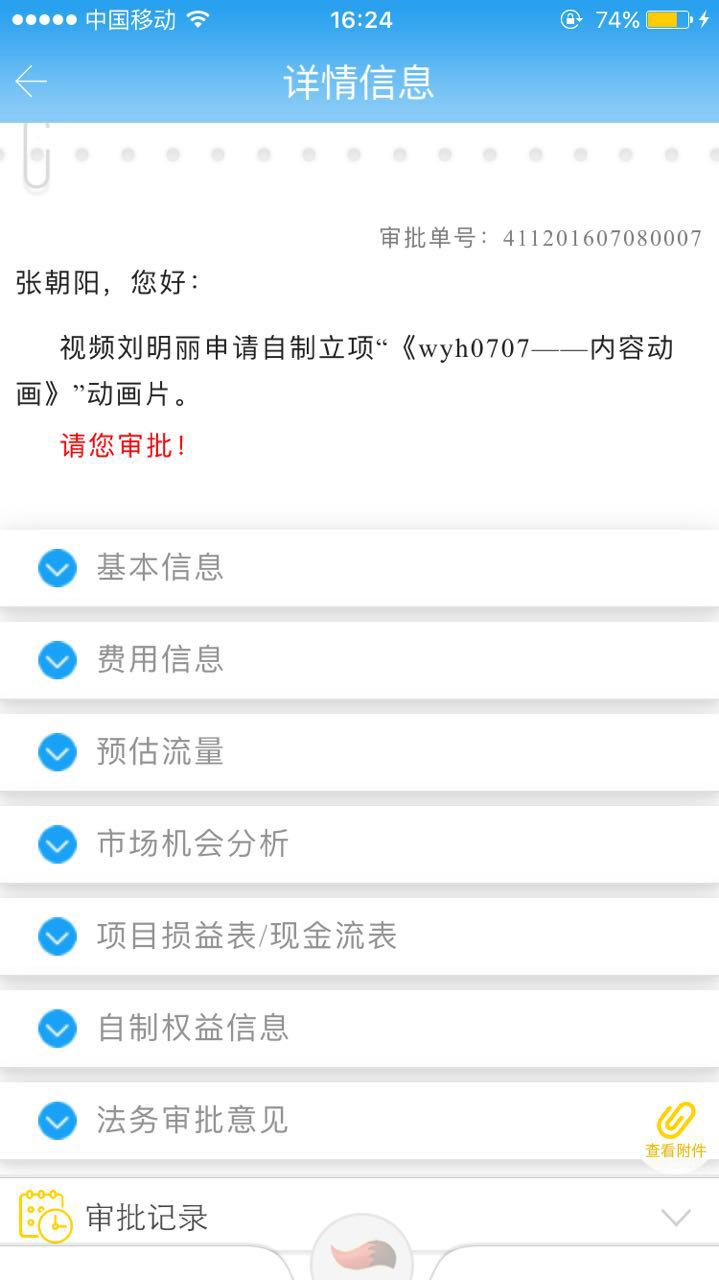 中国移动 16:24 74%
详情信息
审批单号：411201607080007
张朝阳，您好：
视频刘明丽申请自制立项“《wyh0707——内容动
画》”动画片。
请您审批！
基本信息
费用信息
预估流量
市场机会分析
项目损益表/现金流表
自制权益信息
法务审批意见
查看附件
审批记录